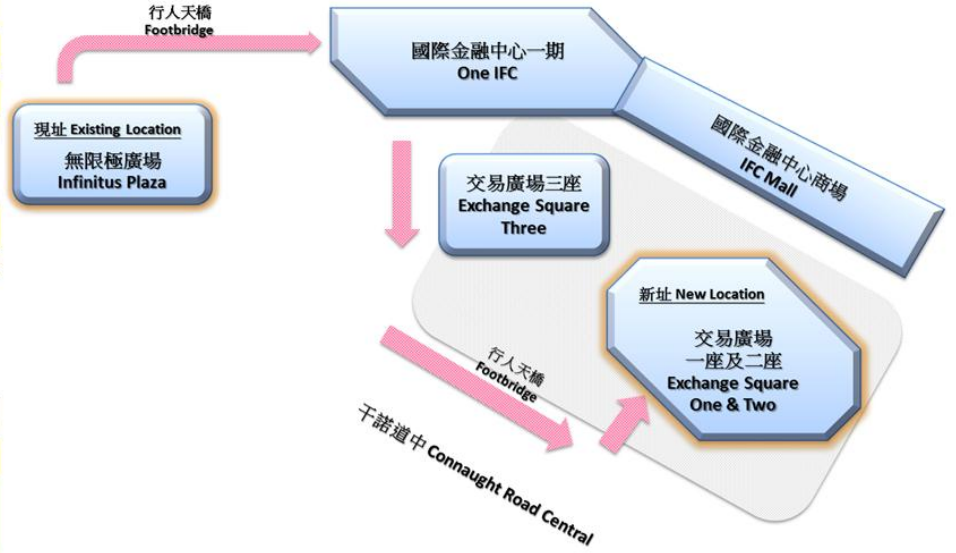 行人天橋
Footbridge
國際金融中心一期
One IFC
現址 Existing Location
無限極廣場
Infinitus Plaza
國際金融中心商場
IFC Mall
交易廣場三座
Exchange Square
Three
新址 New Location
交易廣場
一座及二座
Exchange Square
One & Two
行人天橋
Footbridge
干諾道中 Connaught Road Central